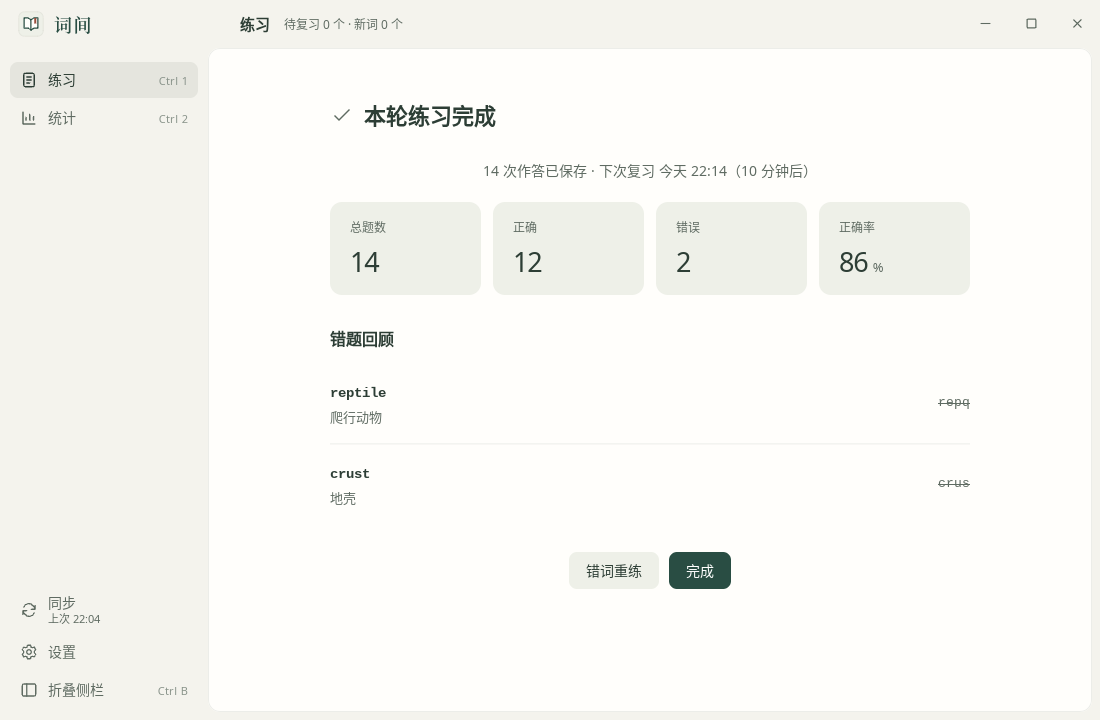 词间
练习
待复习 0 个 · 新词 0 个
练习 Ctrl 1
统计 Ctrl 2
本轮练习完成
14 次作答已保存 · 下次复习 今天 22:14（10 分钟后）
总题数
14
正确
12
错误
2
正确率
86 %
错题回顾
reptile
爬行动物
repq
crust
地壳
crus
错词重练
完成
同步
上次 22:04
设置
折叠侧栏 Ctrl B